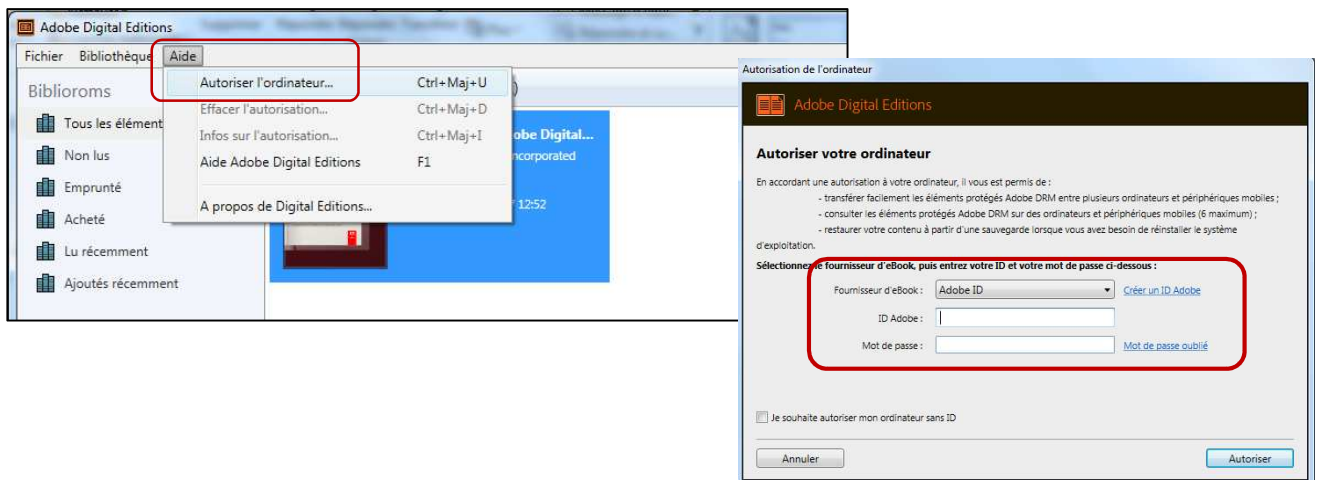 Adobe Digital Editions
Fichier Bibliothèque Aide
Biblioroms
Tous les élément
Non lus
Emprunté
Acheté
Lu récemment
Ajoutés récemment
Autoriser l'ordinateur... Ctrl+Maj+U
Effacer l'autorisation... Ctrl+Maj+D
Infos sur l'autorisation... Ctrl+Maj+I
Aide Adobe Digital Editions F1
A propos de Digital Editions...
obe Digital...
ncorporated
12:52
Autorisation de l'ordinateur
Adobe Digital Editions
Autoriser votre ordinateur
En accordant une autorisation à votre ordinateur, il vous est permis de :
- transférer facilement les éléments protégés Adobe DRM entre plusieurs ordinateurs et périphériques mobiles ;
- consulter les éléments protégés Adobe DRM sur des ordinateurs et périphériques mobiles (6 maximum) ;
- restaurer votre contenu à partir d'une sauvegarde lorsque vous avez besoin de réinstaller le système
d'exploitation.
Sélectionnez le fournisseur d'eBook, puis entrez votre ID et votre mot de passe ci-dessous :
Fournisseur d'eBook : Adobe ID Créer un ID Adobe
ID Adobe :
Mot de passe : Mot de passe oublié
Je souhaite autoriser mon ordinateur sans ID
Annuler Autoriser